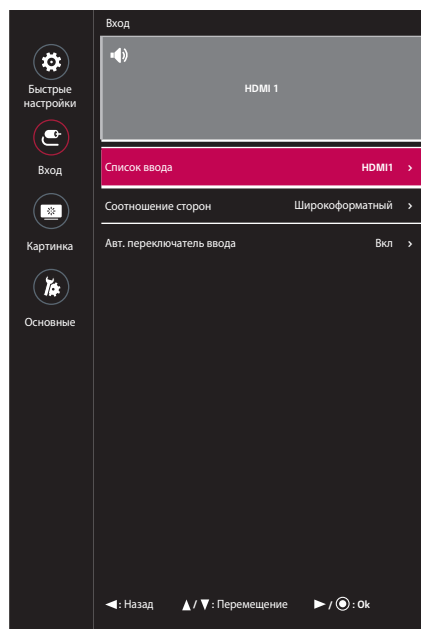 Вход
HDMI 1
Быстрые
настройки
Вход
Картинка
Основные
Список ввода HDMI1 >
Соотношение сторон Широкоформатный >
Авт. переключатель ввода Вкл >
◄: Назад ▲/▼: Перемещение ►/◉: Ok